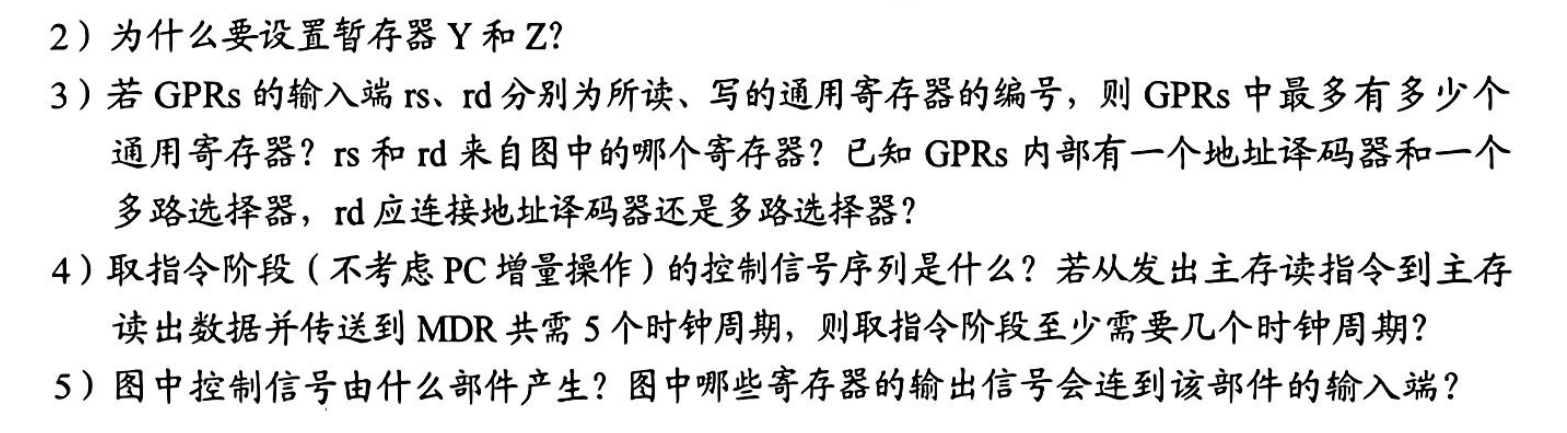 2）为什么要设置暂存器 Y 和 Z?
3）若 GPRs 的输入端 rs、rd 分别为所读、写的通用寄存器的编号，则 GPRs 中最多有多少个
通用寄存器？rs 和 rd 来自图中的哪个寄存器？已知 GPRs 内部有一个地址译码器和一个
多路选择器，rd 应连接地址译码器还是多路选择器？
4）取指令阶段（不考虑 PC 增量操作）的控制信号序列是什么？若从发出主存读指令到主存
读出数据并传送到 MDR 共需 5 个时钟周期，则取指令阶段至少需要几个时钟周期？
5）图中控制信号由什么部件产生？图中哪些寄存器的输出信号会连到该部件的输入端？